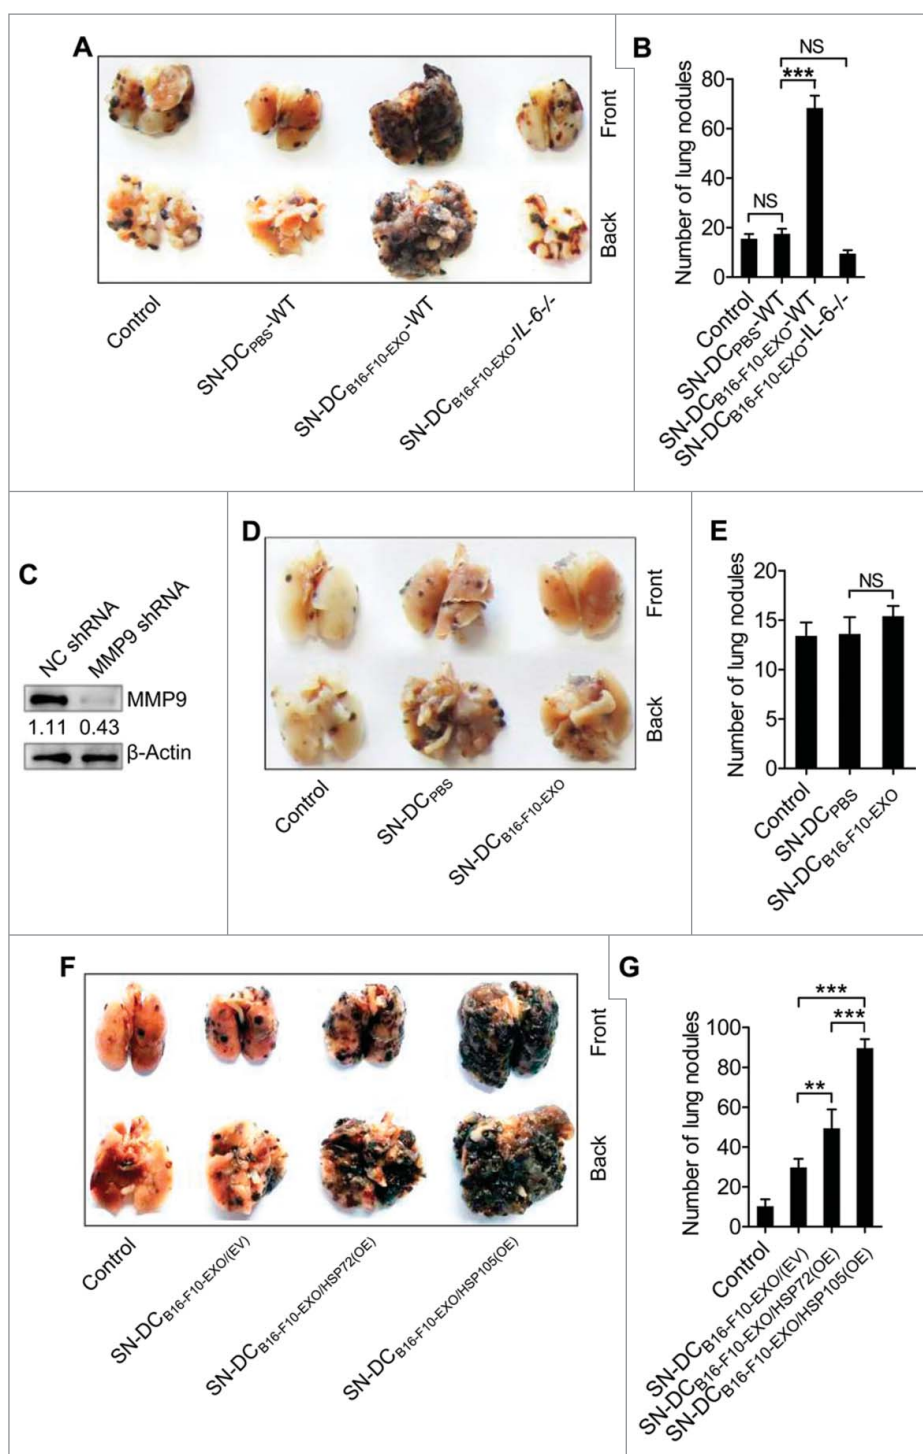 A
Front
Back
Control
SN-DCPBS-WT
SN-DCB16-F10-EXO-WT
SN-DCB16-F10-EXO-IL-6-/-
B
Number of lung nodules
80
60
40
20
0
NS
***
NS
Control
SN-DCPBS-WT
SN-DCB16-F10-EXO-WT
SN-DCB16-F10-EXO-IL-6-/-
C
NC shRNA
MMP9 shRNA
MMP9
1.11 0.43
β-Actin
D
Front
Back
Control
SN-DCPBS
SN-DCB16-F10-EXO
E
Number of lung nodules
20
15
10
5
0
NS
Control
SN-DCPBS
SN-DCB16-F10-EXO
F
Front
Back
Control
SN-DCB16-F10-EXO/(EV)
SN-DCB16-F10-EXO/HSP72(OE)
SN-DCB16-F10-EXO/HSP105(OE)
G
Number of lung nodules
100
80
60
40
20
0
***
***
**
Control
SN-DCB16-F10-EXO/(EV)
SN-DCB16-F10-EXO/HSP72(OE)
SN-DCB16-F10-EXO/HSP105(OE)